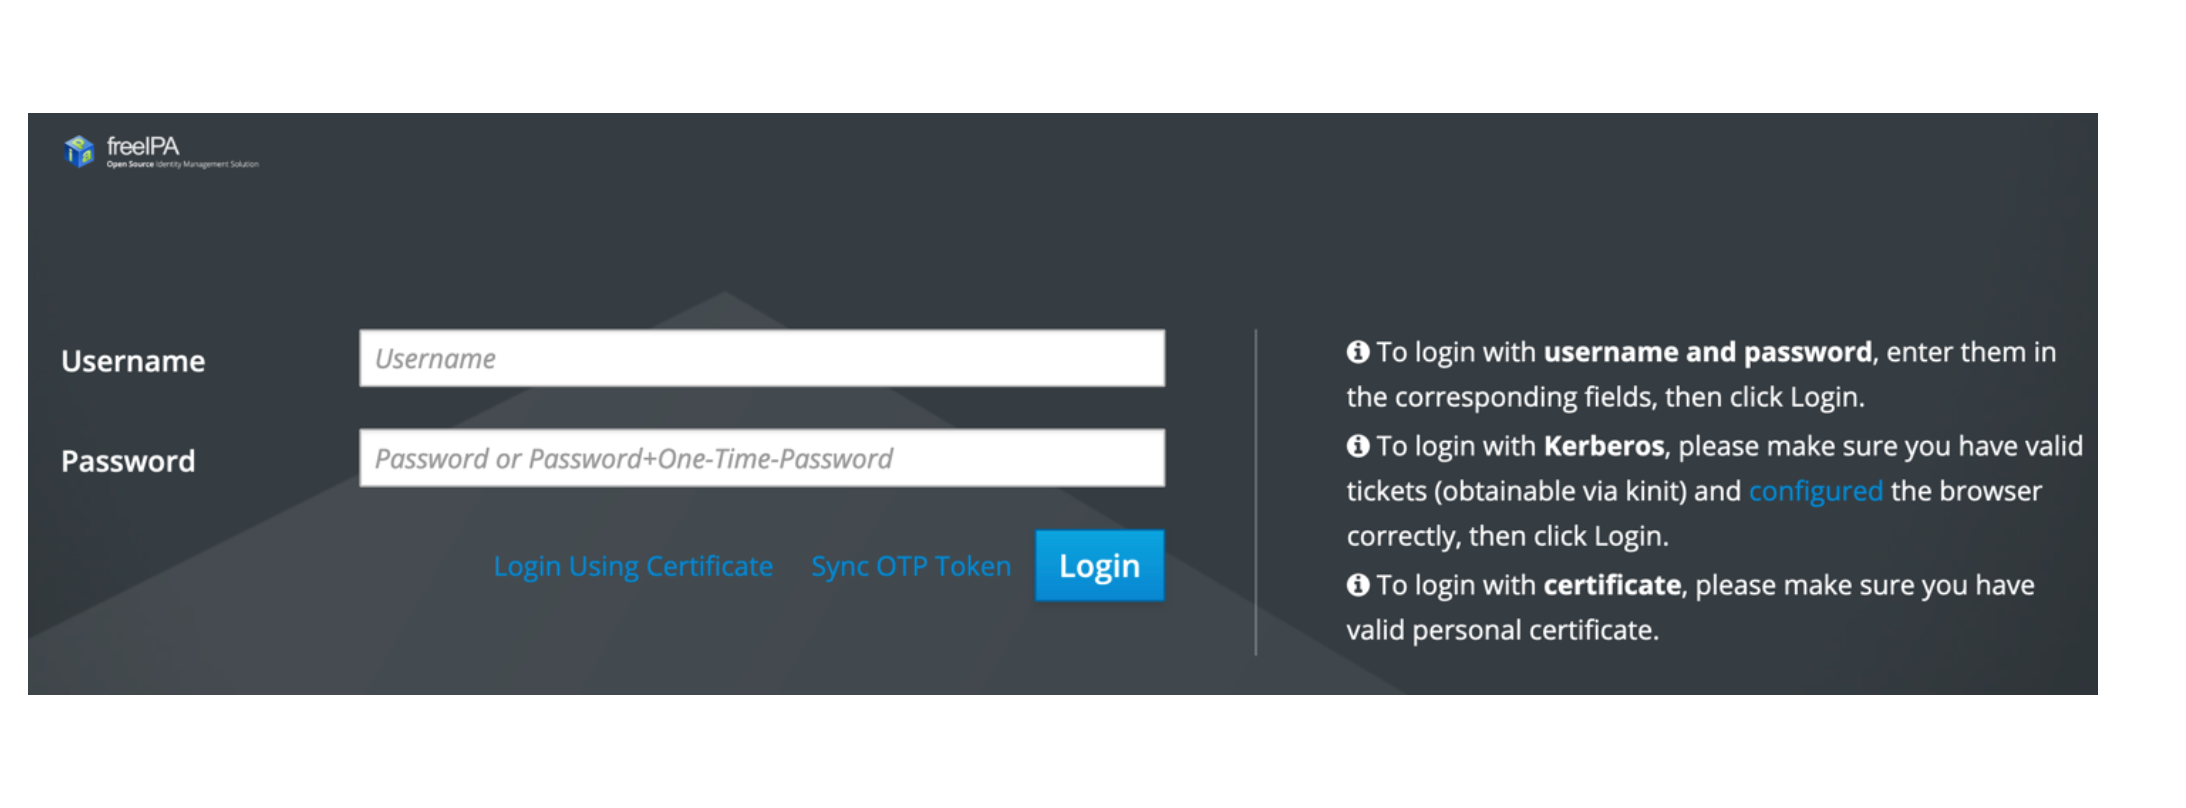 freeIPA
Open Source Identity Management Solution
Username
Username
Password
Password or Password+One-Time-Password
Login Using Certificate Sync OTP Token Login
To login with username and password, enter them in
the corresponding fields, then click Login.
To login with Kerberos, please make sure you have valid
tickets (obtainable via kinit) and configured the browser
correctly, then click Login.
To login with certificate, please make sure you have
valid personal certificate.